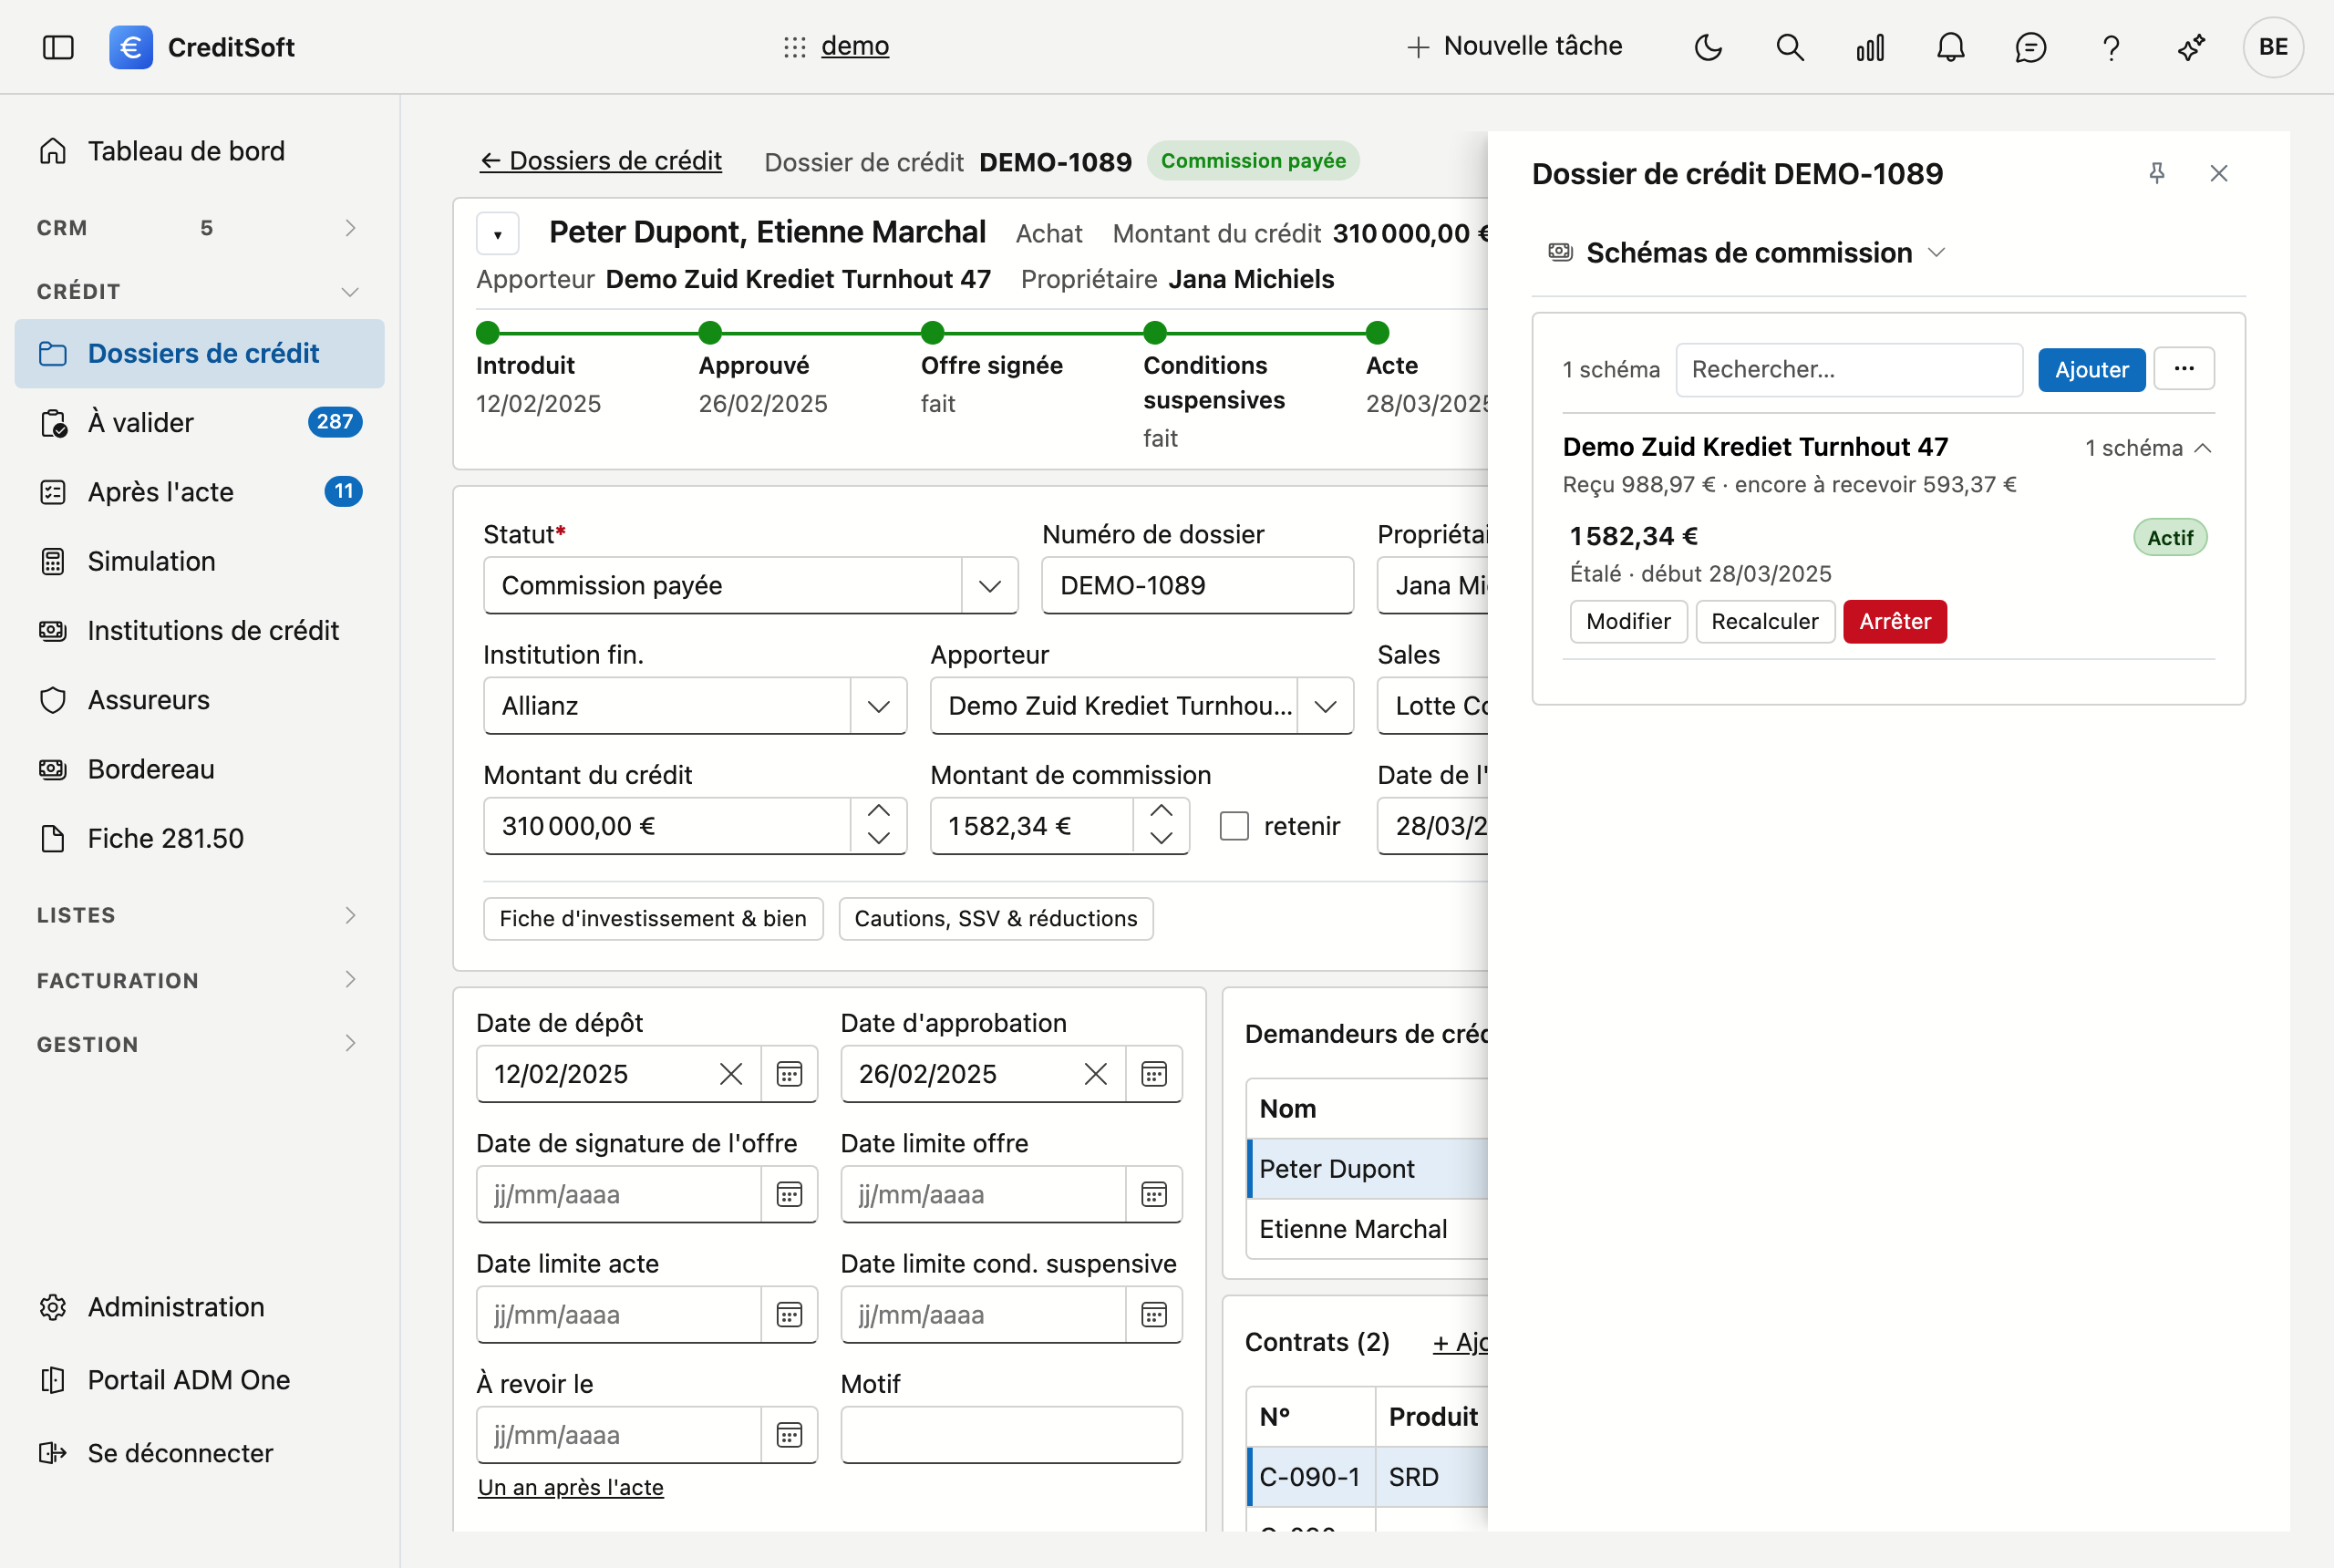 CreditSoft
demo
Nouvelle tâche
BE
Tableau de bord
CRM 5
CRÉDIT
Dossiers de crédit
À valider 287
Après l'acte 11
Simulation
Institutions de crédit
Assureurs
Bordereau
Fiche 281.50
LISTES
FACTURATION
GESTION
Administration
Portail ADM One
Se déconnecter
← Dossiers de crédit Dossier de crédit DEMO-1089 Commission payée
Peter Dupont, Etienne Marchal Achat Montant du crédit 310 000,00 €
Apporteur Demo Zuid Krediet Turnhout 47 Propriétaire Jana Michiels
Introduit
12/02/2025
Approuvé
26/02/2025
Offre signée
fait
Conditions
suspensives
fait
Acte
28/03/2025
Statut* Numéro de dossier
Commission payée DEMO-1089 Jana
Institution fin. Apporteur Sales
Allianz Demo Zuid Krediet Turnhou... Lotte
Montant du crédit Montant de commission Date de
310 000,00 € 1 582,34 € retenir 28/03/2
Fiche d'investissement & bien Cautions, SSV & réductions
Date de dépôt Date d'approbation
12/02/2025 26/02/2025
Date de signature de l'offre Date limite offre
jj/mm/aaaa jj/mm/aaaa
Date limite acte Date limite cond. suspensive
jj/mm/aaaa jj/mm/aaaa
À revoir le Motif
jj/mm/aaaa
Un an après l'acte
Demandeurs de
Nom
Peter Dupont
Etienne Marchal
Contrats (2) +
N° Produit
C-090-1 SRD
Dossier de crédit DEMO-1089
Schémas de commission
1 schéma Rechercher... Ajouter ...
Demo Zuid Krediet Turnhout 47 1 schéma
Reçu 988,97 € · encore à recevoir 593,37 €
1 582,34 € Actif
Étalé · début 28/03/2025
Modifier Recalculer Arrêter